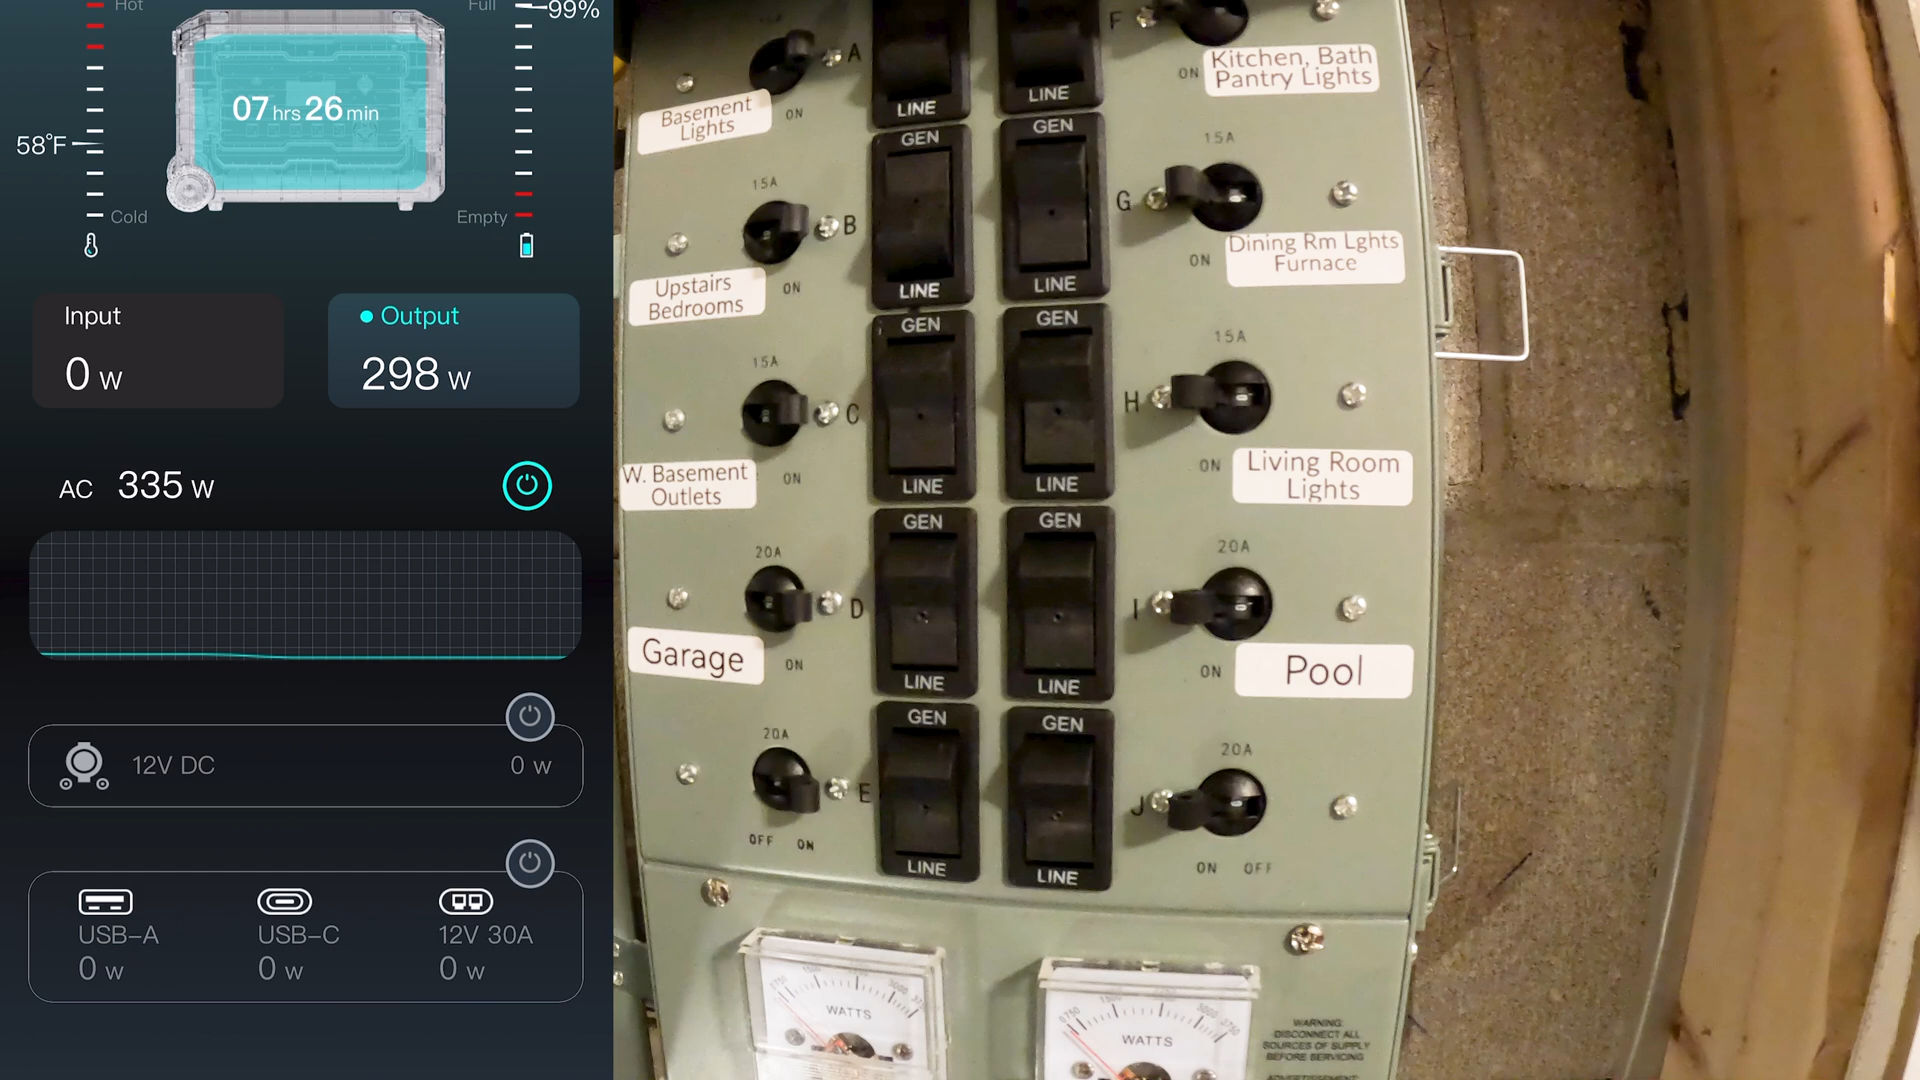 Hot
Full
99%
07 hrs 26 min
58°F
Cold
Empty
Input
0 w
Output
298 w
AC 335 w
12V DC
0 w
USB-A
0 w
USB-C
0 w
12V 30A
0 w
A
ON
Basement
Lights
LINE
LINE
F
ON
Kitchen, Bath
Pantry Lights
15A
B
ON
Upstairs
Bedrooms
GEN
LINE
GEN
LINE
15A
G
ON
Dining Rm Lghts
Furnace
15A
C
ON
W. Basement
Outlets
GEN
LINE
GEN
LINE
15A
H
ON
Living Room
Lights
20A
D
ON
Garage
GEN
LINE
GEN
LINE
20A
I
ON
Pool
20A
E
OFF ON
GEN
LINE
GEN
LINE
20A
J
ON OFF
WATTS
WATTS
WARNING:
DISCONNECT ALL
SOURCES OF SUPPLY
BEFORE SERVICING